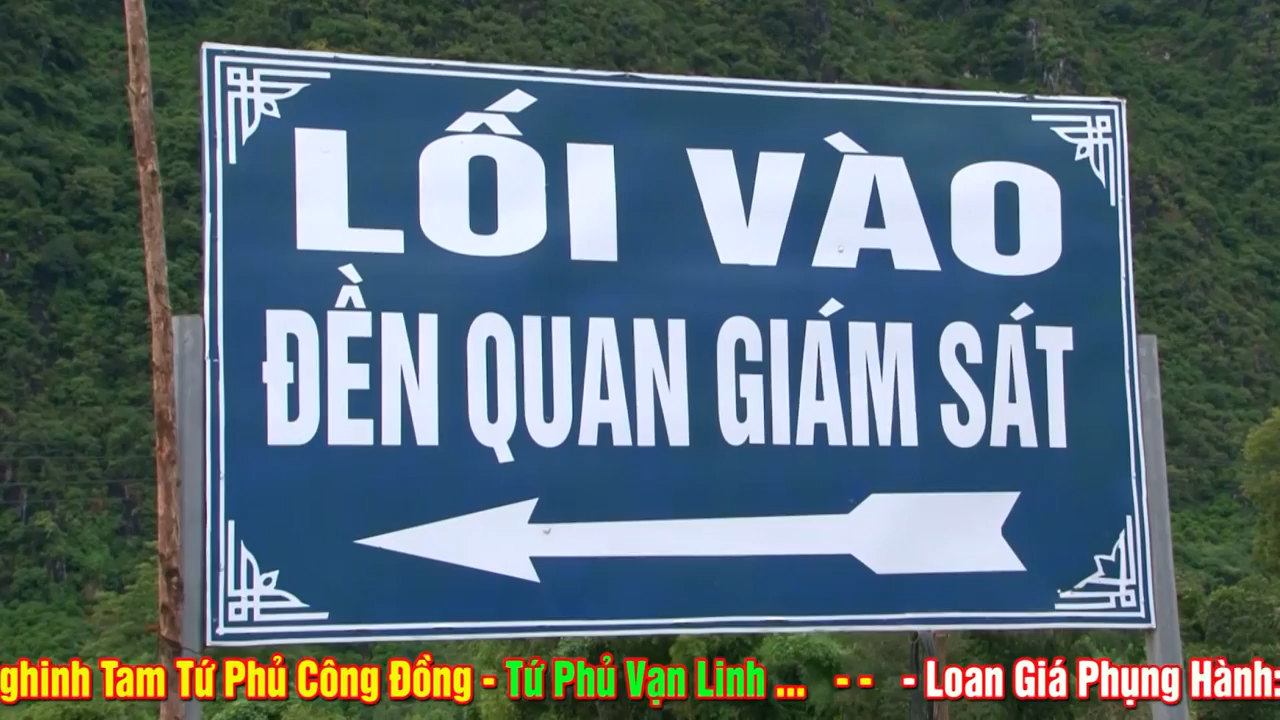 LỐI VÀO
ĐỀN QUAN GIÁM SÁT
ghinh Tam Tứ Phủ Công Đồng - Tứ Phủ Vạn Linh ... - - - Loan Giá Phụng Hành: